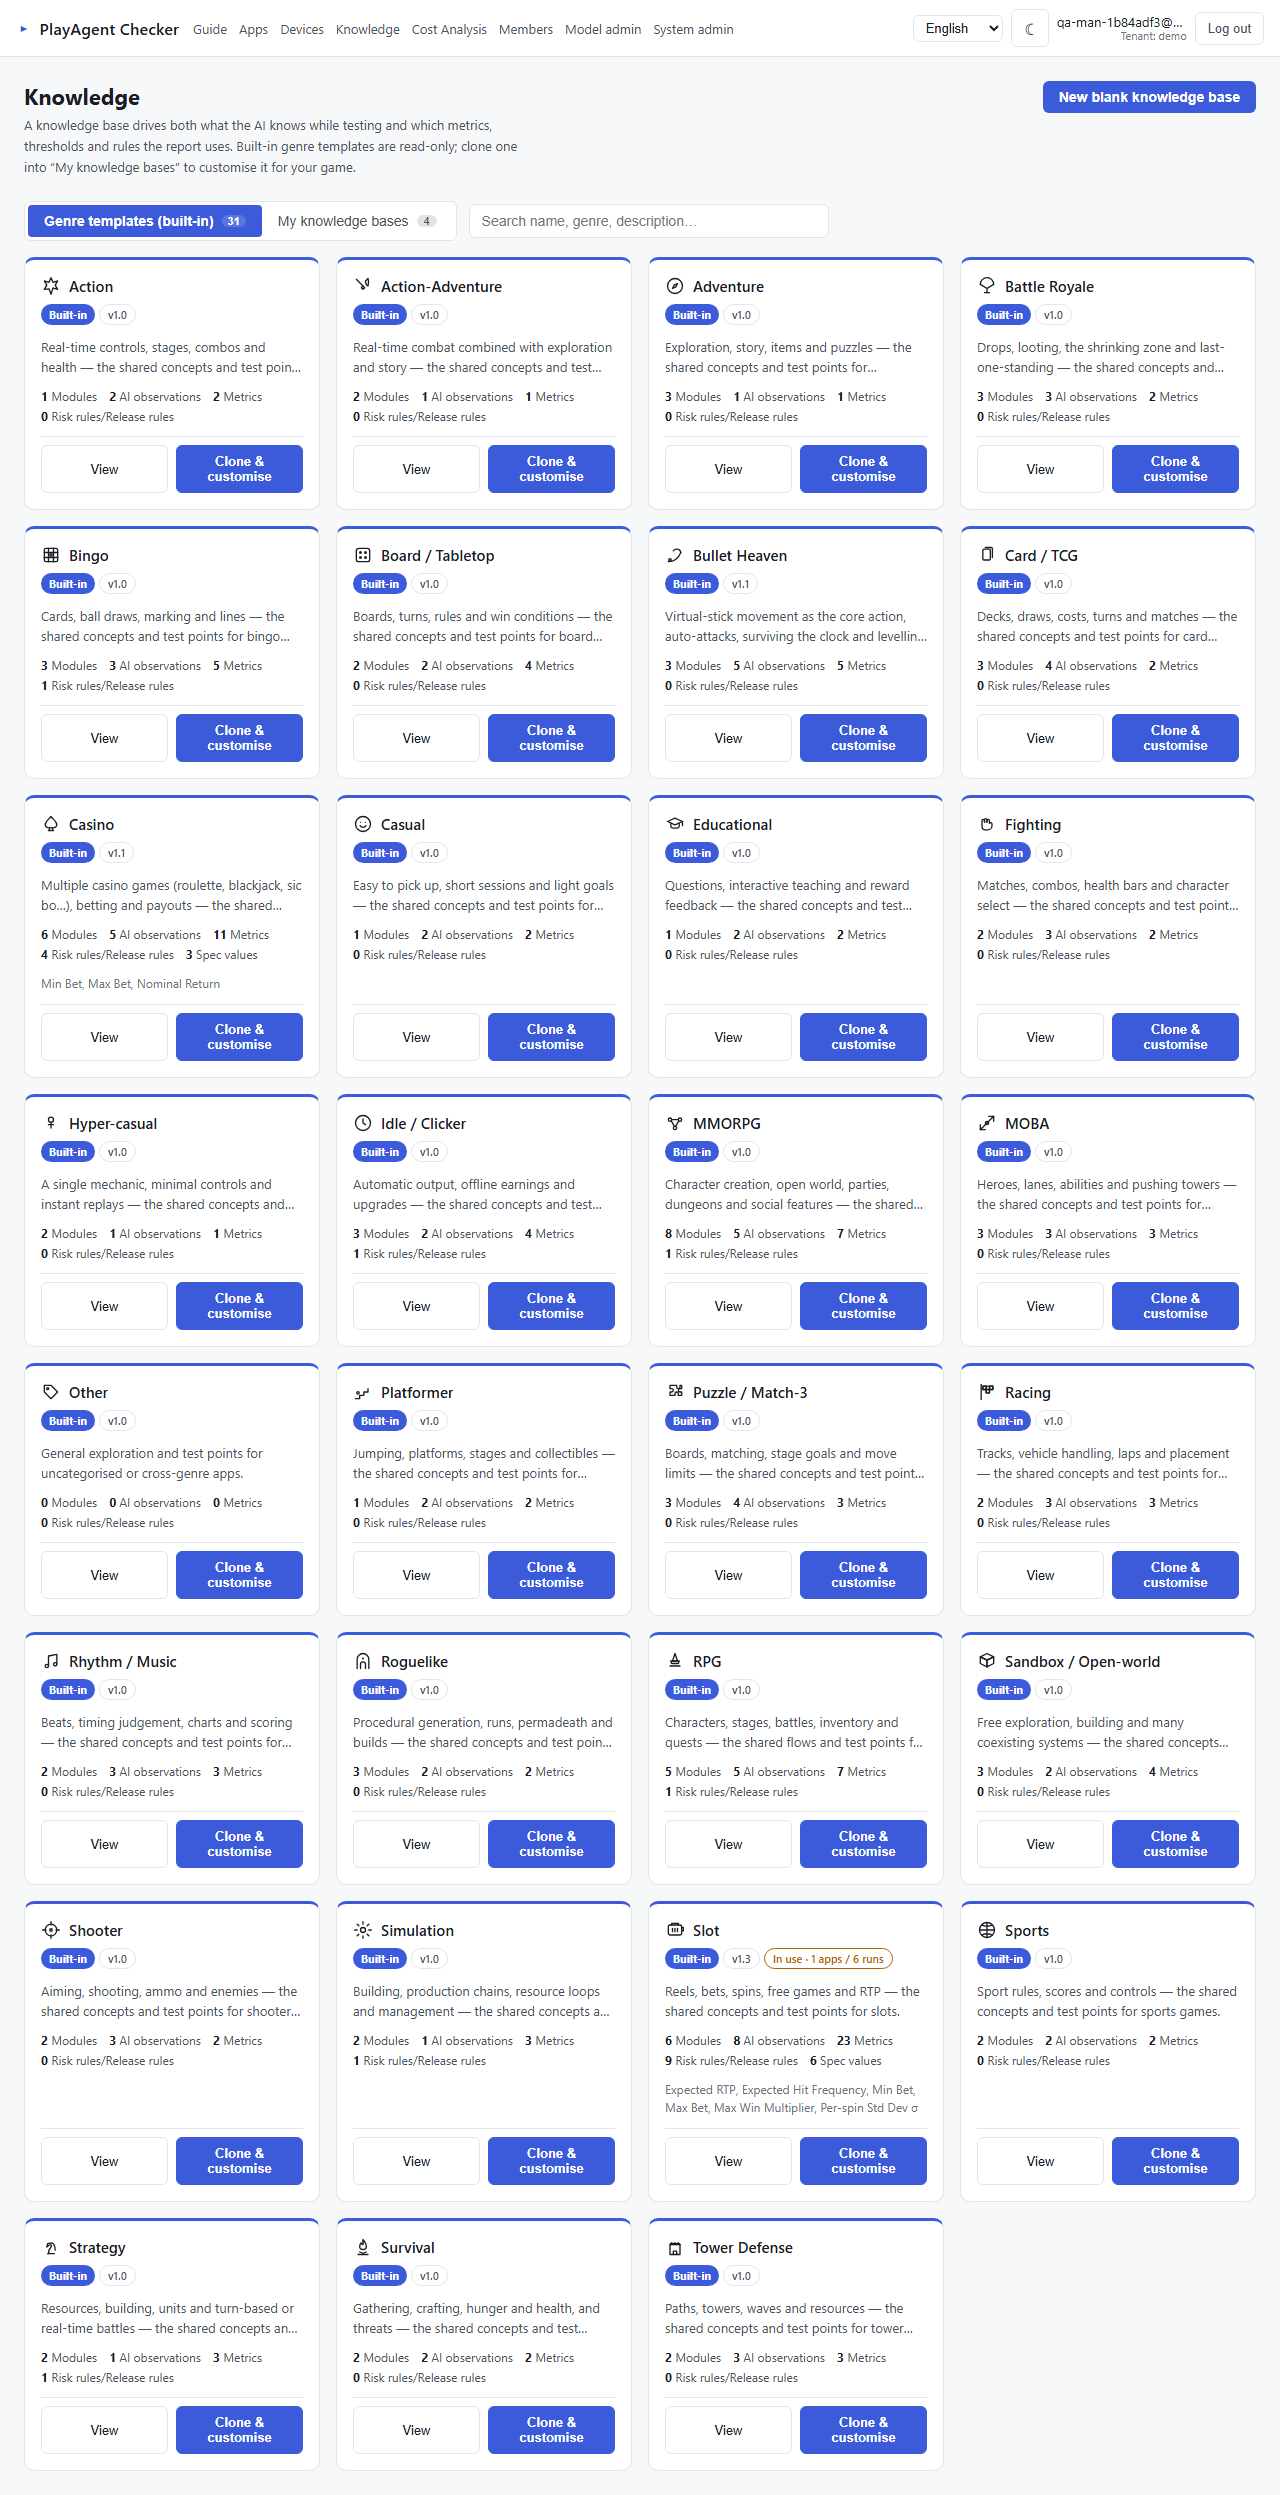 PlayAgent Checker Guide Apps Devices Knowledge Cost Analysis Members Model admin System admin English qa-man-1b84adf3@... Log out
Tenant: demo
Knowledge
New blank knowledge base
A knowledge base drives both what the AI knows while testing and which metrics,
thresholds and rules the report uses. Built-in genre templates are read-only; clone one
into “My knowledge bases” to customise it for your game.
Genre templates (built-in) 31 My knowledge bases 4 Search name, genre, description…
Action
Built-in v1.0
Real-time controls, stages, combos and
health — the shared concepts and test poin...
1 Modules 2 AI observations 2 Metrics
0 Risk rules/Release rules
View
Clone &
customise
Action-Adventure
Built-in v1.0
Real-time combat combined with exploration
and story — the shared concepts and test...
2 Modules 1 AI observations 1 Metrics
0 Risk rules/Release rules
View
Clone &
customise
Adventure
Built-in v1.0
Exploration, story, items and puzzles — the
shared concepts and test points for...
3 Modules 1 AI observations 1 Metrics
0 Risk rules/Release rules
View
Clone &
customise
Battle Royale
Built-in v1.0
Drops, looting, the shrinking zone and last-
one-standing — the shared concepts and...
3 Modules 3 AI observations 2 Metrics
0 Risk rules/Release rules
View
Clone &
customise
Bingo
Built-in v1.0
Cards, ball draws, marking and lines — the
shared concepts and test points for bingo...
3 Modules 3 AI observations 5 Metrics
1 Risk rules/Release rules
View
Clone &
customise
Board / Tabletop
Built-in v1.0
Boards, turns, rules and win conditions — the
shared concepts and test points for board...
2 Modules 2 AI observations 4 Metrics
0 Risk rules/Release rules
View
Clone &
customise
Bullet Heaven
Built-in v1.1
Virtual-stick movement as the core action,
auto-attacks, surviving the clock and levellin...
3 Modules 5 AI observations 5 Metrics
0 Risk rules/Release rules
View
Clone &
customise
Card / TCG
Built-in v1.0
Decks, draws, costs, turns and matches — the
shared concepts and test points for card...
3 Modules 4 AI observations 2 Metrics
0 Risk rules/Release rules
View
Clone &
customise
Casino
Built-in v1.1
Multiple casino games (roulette, blackjack, sic
bo...), betting and payouts — the shared...
6 Modules 5 AI observations 11 Metrics
4 Risk rules/Release rules 3 Spec values
Min Bet, Max Bet, Nominal Return
View
Clone &
customise
Casual
Built-in v1.0
Easy to pick up, short sessions and light goals
— the shared concepts and test points for...
1 Modules 2 AI observations 2 Metrics
0 Risk rules/Release rules
View
Clone &
customise
Educational
Built-in v1.0
Questions, interactive teaching and reward
feedback — the shared concepts and test...
1 Modules 2 AI observations 2 Metrics
0 Risk rules/Release rules
View
Clone &
customise
Fighting
Built-in v1.0
Matches, combos, health bars and character
select — the shared concepts and test point...
2 Modules 3 AI observations 2 Metrics
0 Risk rules/Release rules
View
Clone &
customise
Hyper-casual
Built-in v1.0
A single mechanic, minimal controls and
instant replays — the shared concepts and...
2 Modules 1 AI observations 1 Metrics
0 Risk rules/Release rules
View
Clone &
customise
Idle / Clicker
Built-in v1.0
Automatic output, offline earnings and
upgrades — the shared concepts and test...
3 Modules 2 AI observations 4 Metrics
1 Risk rules/Release rules
View
Clone &
customise
MMORPG
Built-in v1.0
Character creation, open world, parties,
dungeons and social features — the shared...
8 Modules 5 AI observations 7 Metrics
1 Risk rules/Release rules
View
Clone &
customise
MOBA
Built-in v1.0
Heroes, lanes, abilities and pushing towers —
the shared concepts and test points for...
3 Modules 3 AI observations 3 Metrics
0 Risk rules/Release rules
View
Clone &
customise
Other
Built-in v1.0
General exploration and test points for
uncategorised or cross-genre apps.
0 Modules 0 AI observations 0 Metrics
0 Risk rules/Release rules
View
Clone &
customise
Platformer
Built-in v1.0
Jumping, platforms, stages and collectibles —
the shared concepts and test points for...
1 Modules 2 AI observations 2 Metrics
0 Risk rules/Release rules
View
Clone &
customise
Puzzle / Match-3
Built-in v1.0
Boards, matching, stage goals and move
limits — the shared concepts and test point...
3 Modules 4 AI observations 3 Metrics
0 Risk rules/Release rules
View
Clone &
customise
Racing
Built-in v1.0
Tracks, vehicle handling, laps and placement
— the shared concepts and test points for...
2 Modules 3 AI observations 3 Metrics
0 Risk rules/Release rules
View
Clone &
customise
Rhythm / Music
Built-in v1.0
Beats, timing judgement, charts and scoring
— the shared concepts and test points for...
2 Modules 3 AI observations 3 Metrics
0 Risk rules/Release rules
View
Clone &
customise
Roguelike
Built-in v1.0
Procedural generation, runs, permadeath and
builds — the shared concepts and test poin...
3 Modules 2 AI observations 2 Metrics
0 Risk rules/Release rules
View
Clone &
customise
RPG
Built-in v1.0
Characters, stages, battles, inventory and
quests — the shared flows and test points f...
5 Modules 5 AI observations 7 Metrics
1 Risk rules/Release rules
View
Clone &
customise
Sandbox / Open-world
Built-in v1.0
Free exploration, building and many
coexisting systems — the shared concepts...
3 Modules 2 AI observations 4 Metrics
0 Risk rules/Release rules
View
Clone &
customise
Shooter
Built-in v1.0
Aiming, shooting, ammo and enemies — the
shared concepts and test points for shooter...
2 Modules 3 AI observations 2 Metrics
0 Risk rules/Release rules
View
Clone &
customise
Simulation
Built-in v1.0
Building, production chains, resource loops
and management — the shared concepts a...
2 Modules 1 AI observations 3 Metrics
1 Risk rules/Release rules
View
Clone &
customise
Slot
Built-in v1.3 In use · 1 apps / 6 runs
Reels, bets, spins, free games and RTP — the
shared concepts and test points for slots.
6 Modules 8 AI observations 23 Metrics
9 Risk rules/Release rules 6 Spec values
Expected RTP, Expected Hit Frequency, Min Bet,
Max Bet, Max Win Multiplier, Per-spin Std Dev σ
View
Clone &
customise
Sports
Built-in v1.0
Sport rules, scores and controls — the shared
concepts and test points for sports games.
2 Modules 2 AI observations 2 Metrics
0 Risk rules/Release rules
View
Clone &
customise
Strategy
Built-in v1.0
Resources, building, units and turn-based or
real-time battles — the shared concepts an...
2 Modules 1 AI observations 3 Metrics
1 Risk rules/Release rules
View
Clone &
customise
Survival
Built-in v1.0
Gathering, crafting, hunger and health, and
threats — the shared concepts and test...
2 Modules 2 AI observations 2 Metrics
0 Risk rules/Release rules
View
Clone &
customise
Tower Defense
Built-in v1.0
Paths, towers, waves and resources — the
shared concepts and test points for tower...
2 Modules 3 AI observations 3 Metrics
0 Risk rules/Release rules
View
Clone &
customise